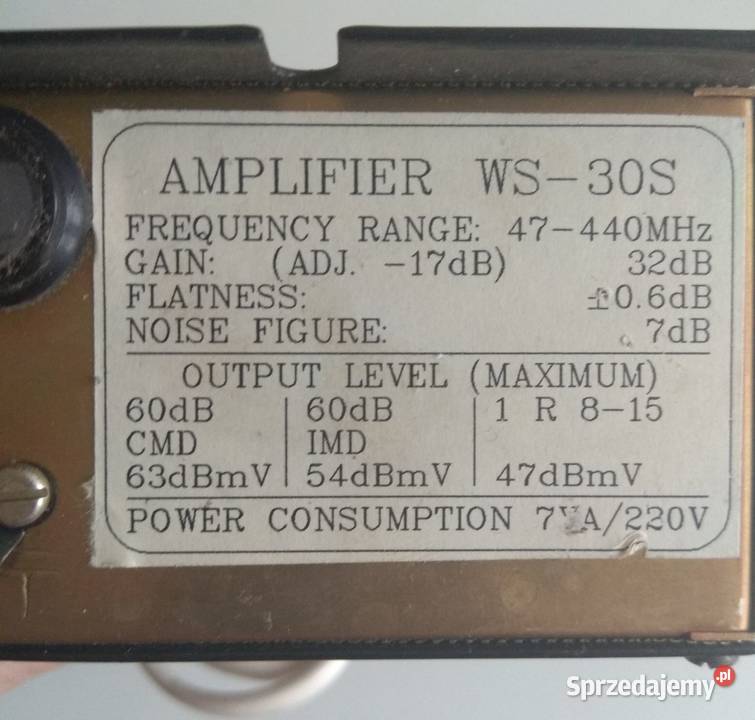 AMPLIFIER WS-30S
FREQUENCY RANGE: 47-440MHz
GAIN: (ADJ. -17dB) 32dB
FLATNESS: ±0.6dB
NOISE FIGURE: 7dB
OUTPUT LEVEL (MAXIMUM)
60dB 60dB 1 R 8-15
CMD IMD
63dBmV 54dBmV 47dBmV
POWER CONSUMPTION 7VA/220V
Sprzedajemy.pl